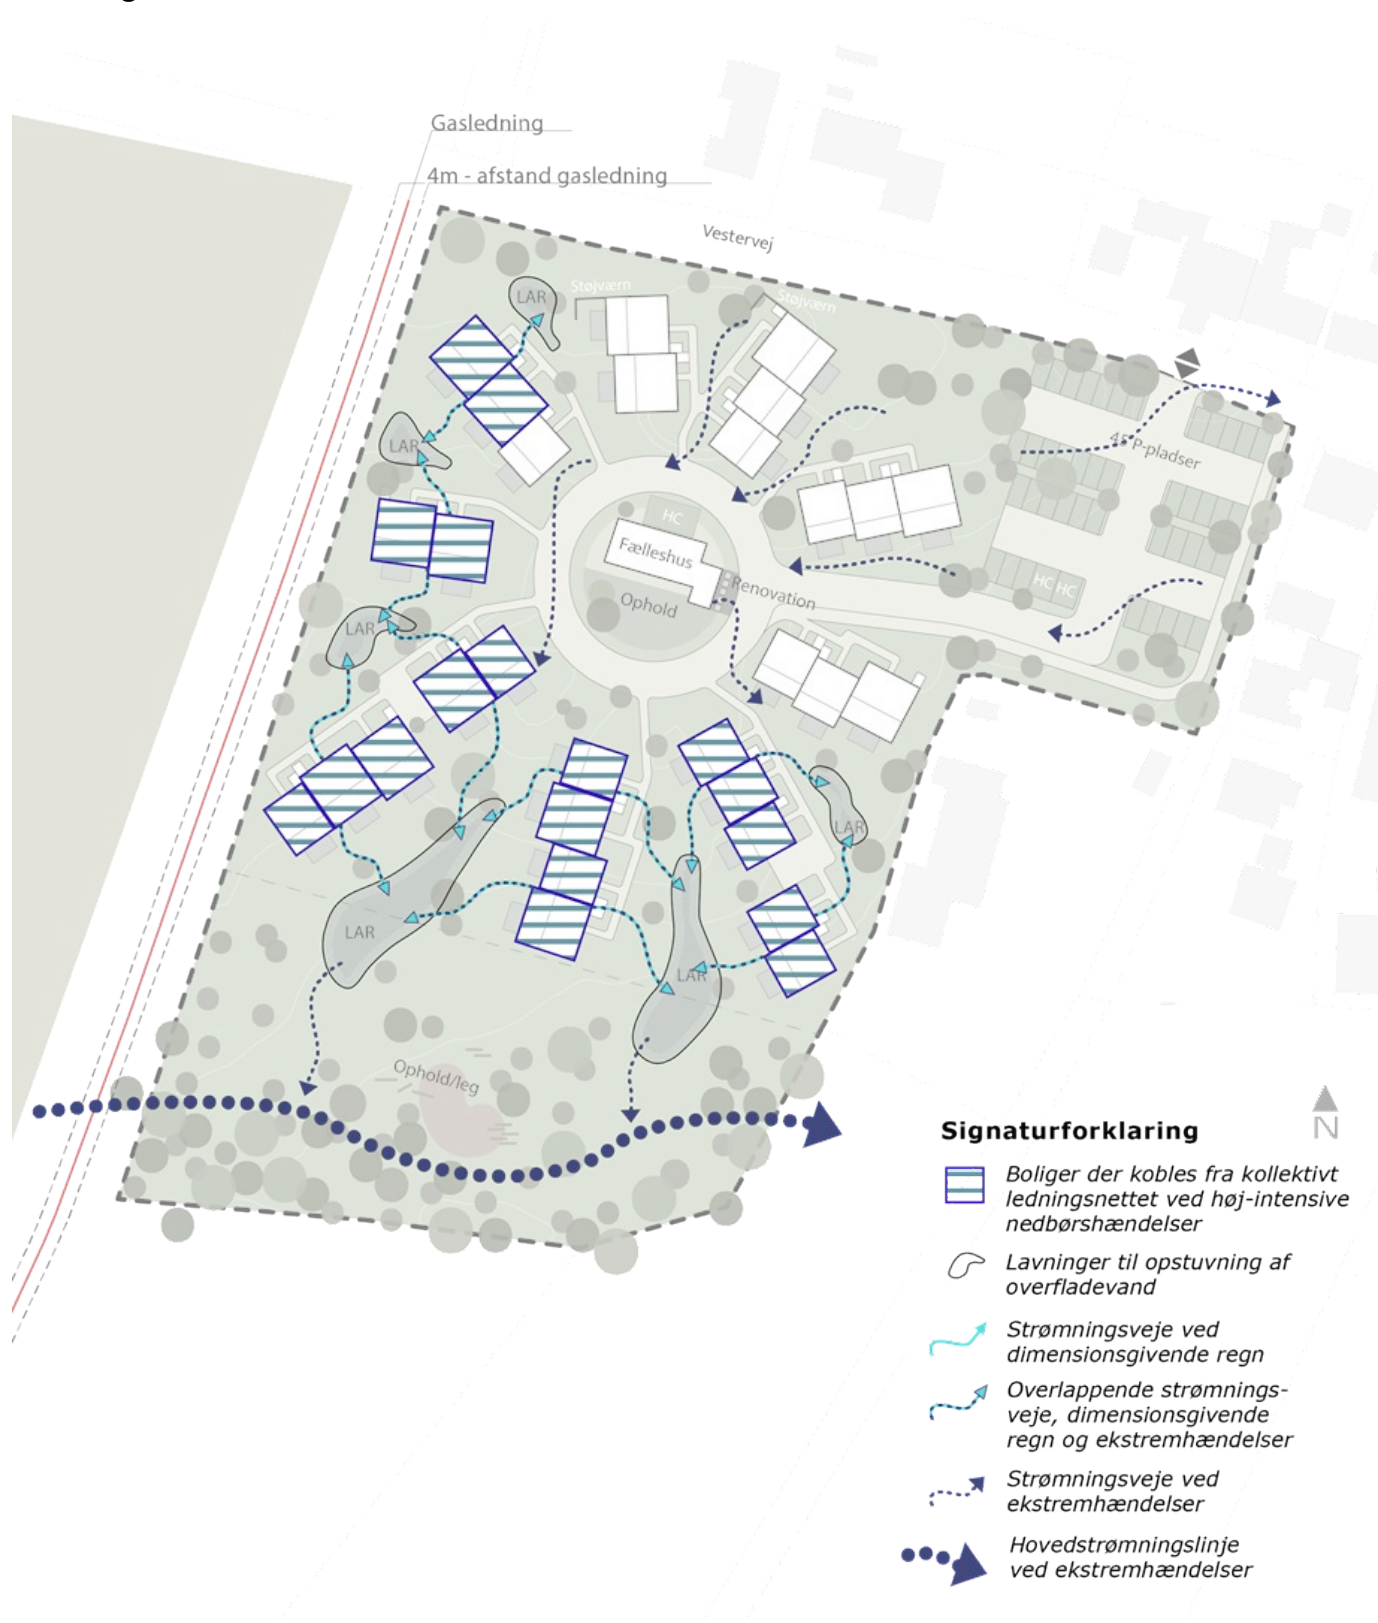 Gasledning
4m - afstand gasledning
Vestervej
LAR
Støjværn
Støjværn
LAR
45 P-pladser
HC
Fælleshus
HC HC
Renovation
Ophold
LAR
LAR
LAR
LAR
Ophold/leg
N
Signaturforklaring
Boliger der kobles fra kollektivt
ledningsnettet ved høj-intensive
nedbørshændelser
Lavninger til opstuvning af
overfladevand
Strømningsveje ved
dimensionsgivende regn
Overlappende strømnings-
veje, dimensionsgivende
regn og ekstremhændelser
Strømningsveje ved
ekstremhændelser
Hovedstrømningslinje
ved ekstremhændelser